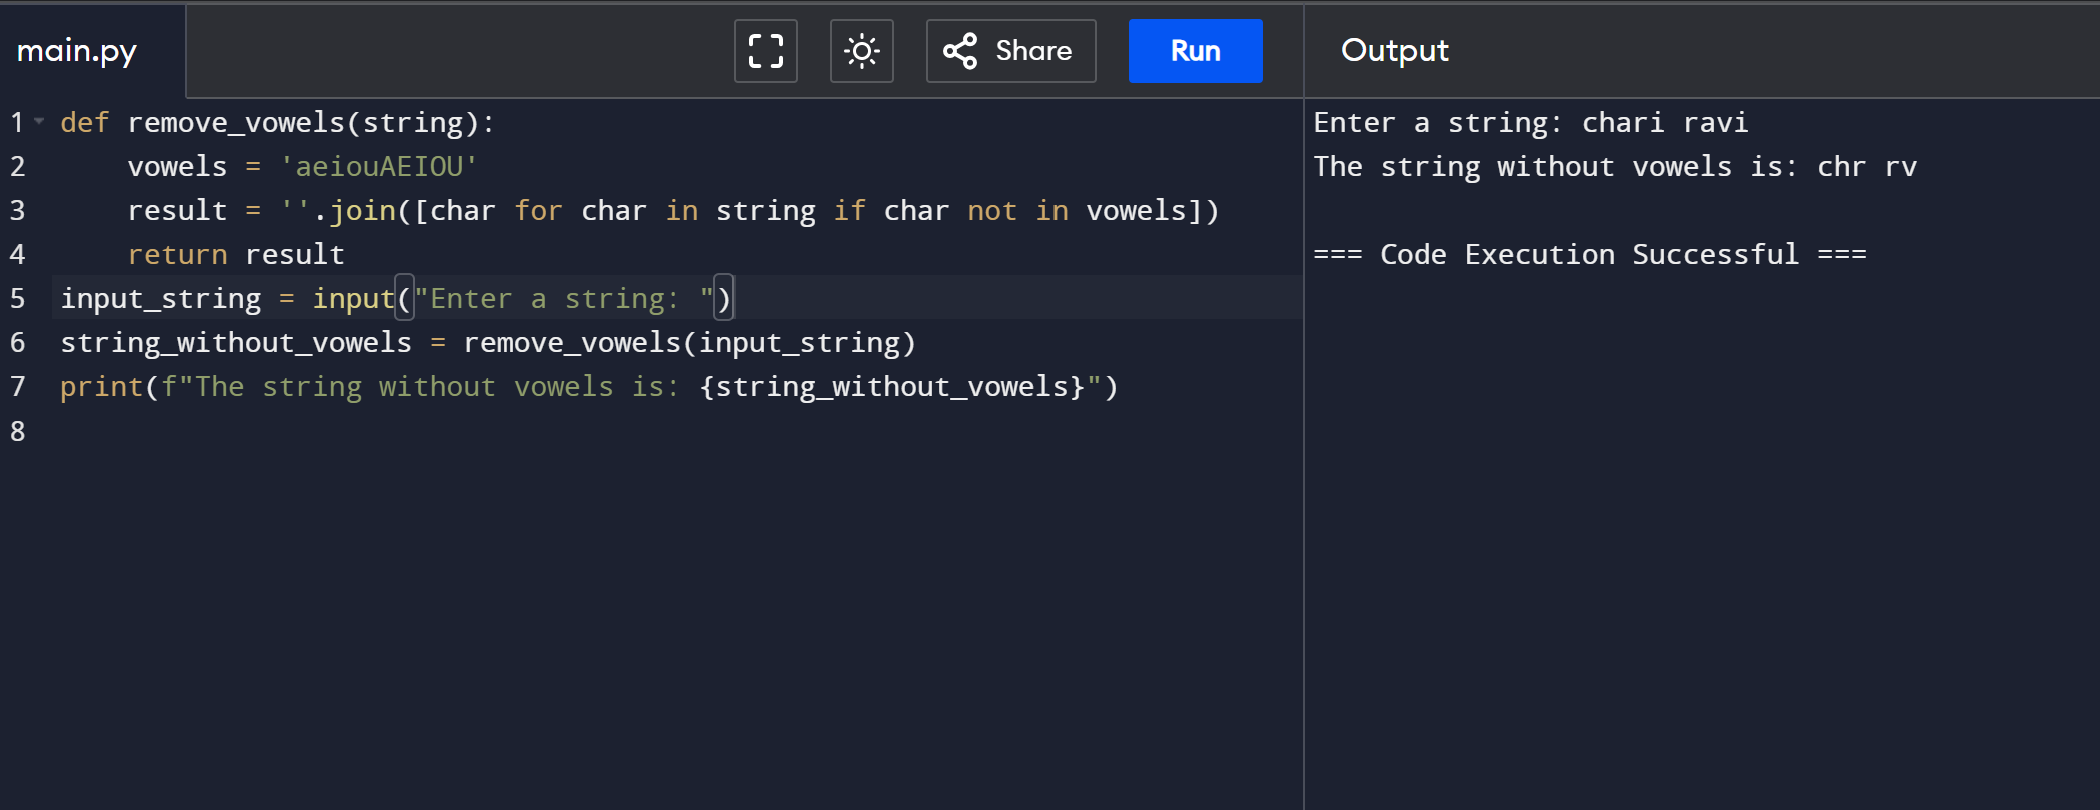 main.py
Share
Run
Output
1 def remove_vowels(string):
2     vowels = 'aeiouAEIOU'
3     result = ''.join([char for char in string if char not in vowels])
4     return result
5 input_string = input("Enter a string: ")
6 string_without_vowels = remove_vowels(input_string)
7 print(f"The string without vowels is: {string_without_vowels}")
8
Enter a string: chari ravi
The string without vowels is: chr rv
=== Code Execution Successful ===